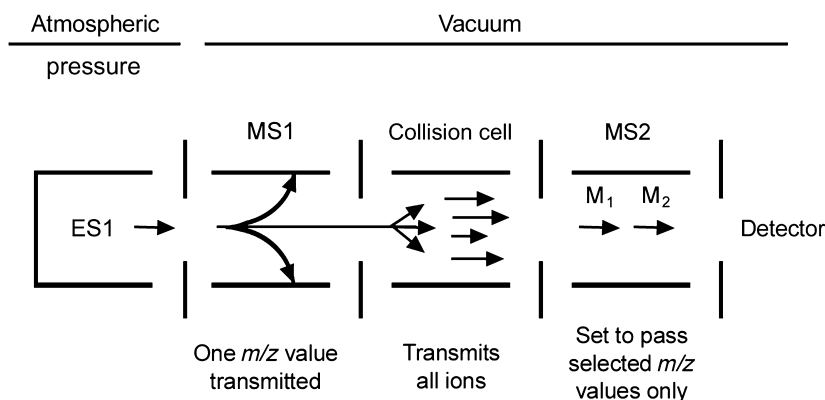 Atmospheric
pressure
Vacuum
MS1
Collision cell
MS2
ES1
M₁
M₂
Detector
One m/z value
transmitted
Transmits
all ions
Set to pass
selected m/z
values only